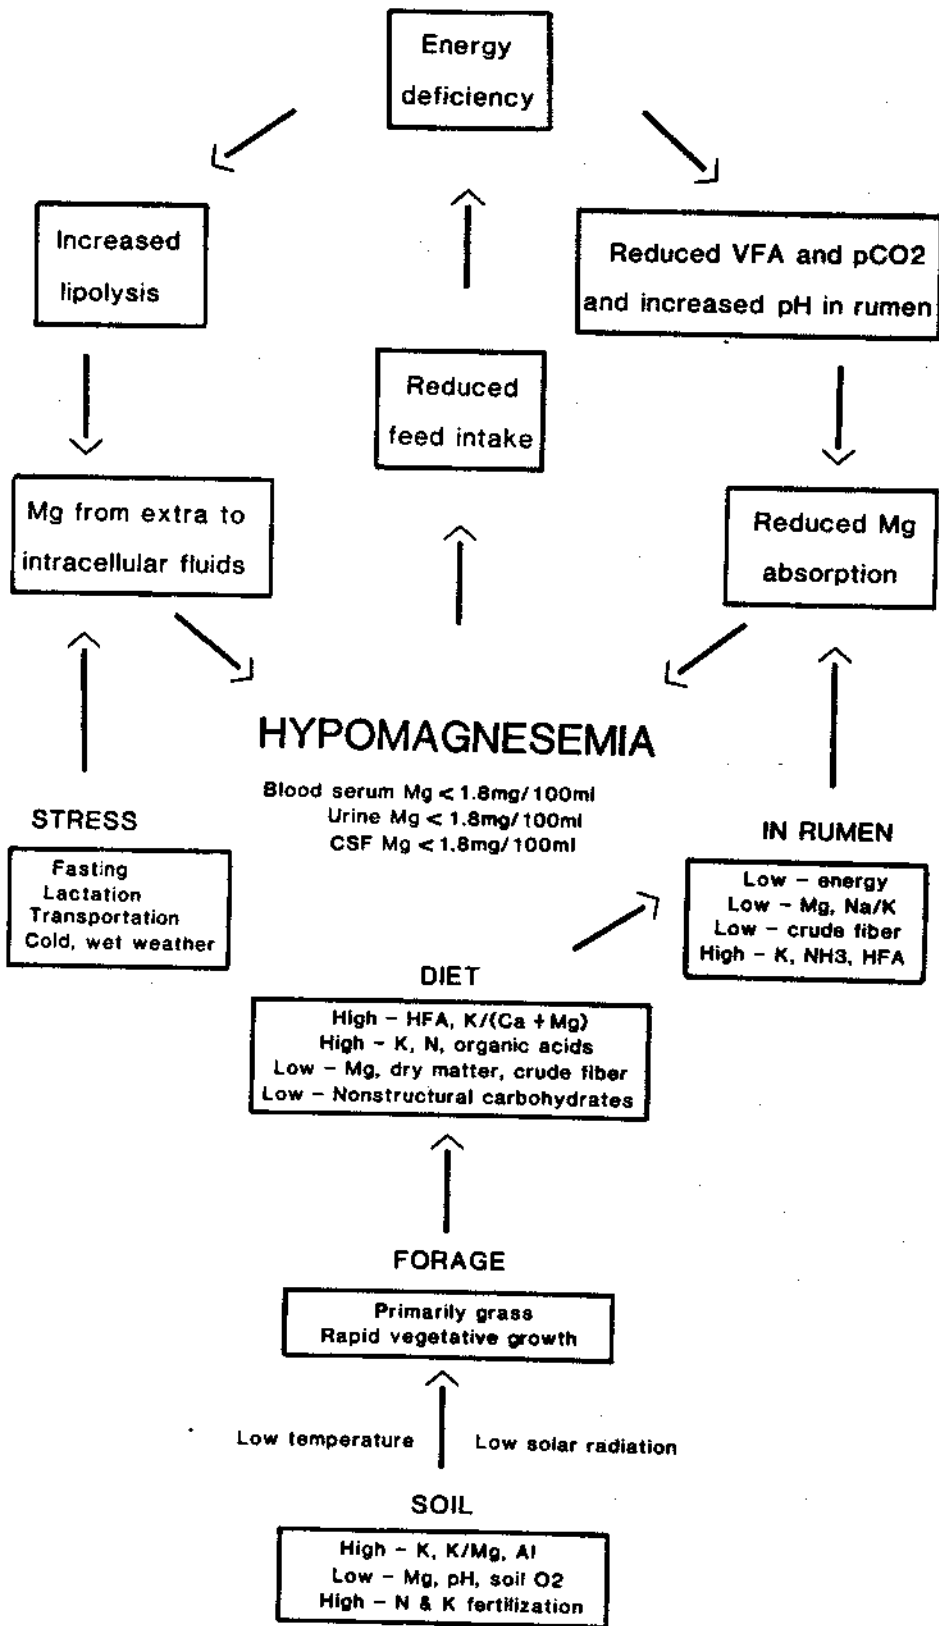 Energy
deficiency
Increased
lipolysis
Reduced VFA and pCO2
and increased pH in rumen
Reduced
feed intake
Mg from extra to
intracellular fluids
Reduced Mg
absorption
HYPOMAGNESEMIA
Blood serum Mg < 1.8mg/100ml
Urine Mg < 1.8mg/100ml
CSF Mg < 1.8mg/100ml
STRESS
Fasting
Lactation
Transportation
Cold, wet weather
IN RUMEN
Low - energy
Low - Mg, Na/K
Low - crude fiber
High - K, NH3, HFA
DIET
High - HFA, K/(Ca + Mg)
High - K, N, organic acids
Low - Mg, dry matter, crude fiber
Low - Nonstructural carbohydrates
FORAGE
Primarily grass
Rapid vegetative growth
Low temperature
Low solar radiation
SOIL
High - K, K/Mg, Al
Low - Mg, pH, soil O2
High - N & K fertilization